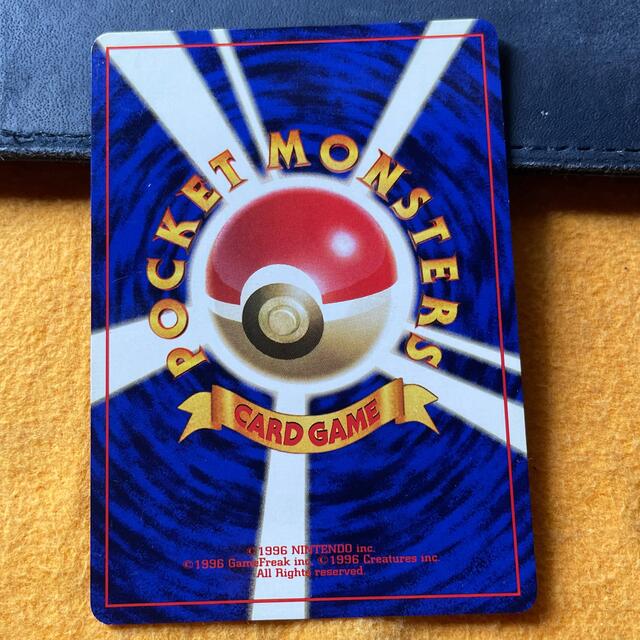 POCKET MONSTERS
CARD GAME
©1996 NINTENDO inc.
©1996 GameFreak inc. ©1996 Creatures inc.
All Rights reserved.